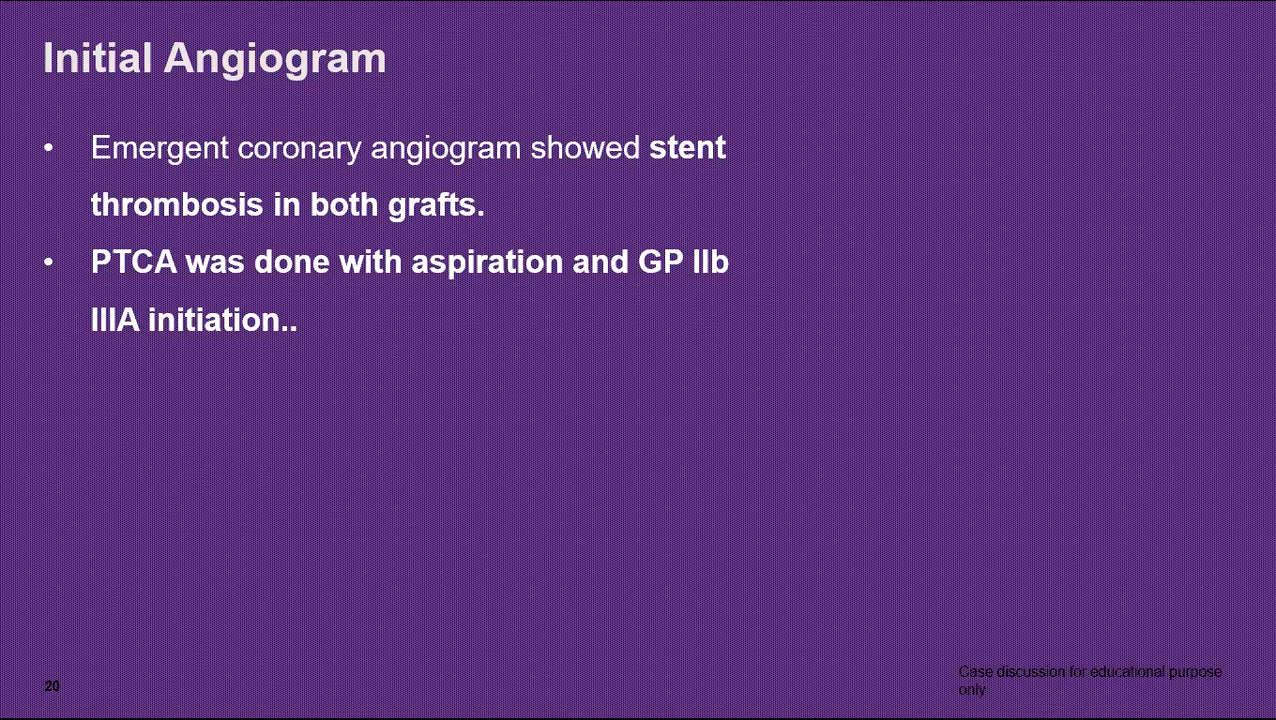 Initial Angiogram
• Emergent coronary angiogram showed stent
thrombosis in both grafts.
• PTCA was done with aspiration and GP IIb
IIIA initiation..
Case discussion for educational purpose
only
20